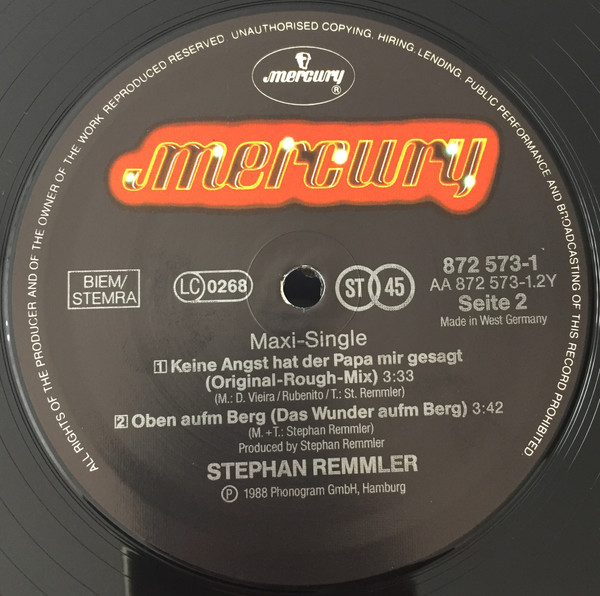 ALL RIGHTS OF THE PRODUCER AND OF THE OWNER OF THE WORK REPRODUCED RESERVED UNAUTHORISED COPYING, HIRING, LENDING, PUBLIC PERFORMANCE AND BROADCASTING OF THIS RECORD PROHIBITED
mercury
®
mercury
BIEM/
STEMRA
LC 0268
ST 45
872 573-1
AA 872 573-1.2Y
Seite 2
Made in West Germany
Maxi-Single
1 Keine Angst hat der Papa mir gesagt
(Original-Rough-Mix) 3:33
(M.: D. Vieira / Rubenito / T.: St. Remmler)
2 Oben aufm Berg (Das Wunder aufm Berg) 3:42
(M. + T.: Stephan Remmler)
Produced by Stephan Remmler
STEPHAN REMMLER
Ⓟ 1988 Phonogram GmbH, Hamburg